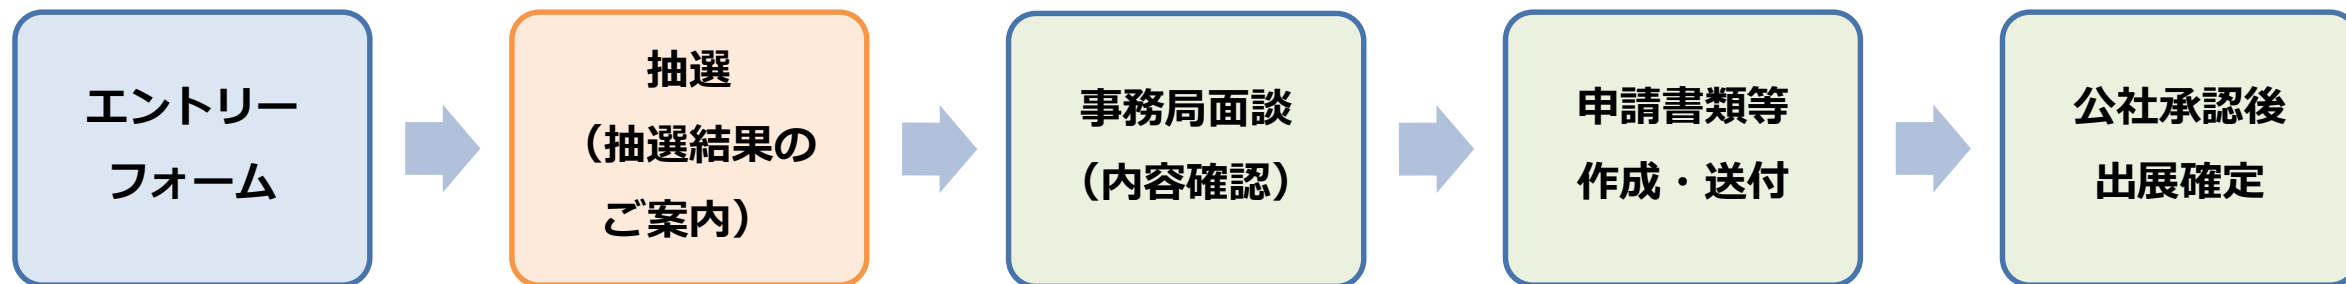 エントリー
フォーム
抽選
（抽選結果の
ご案内）
事務局面談
（内容確認）
申請書類等
作成・送付
公社承認後
出展確定